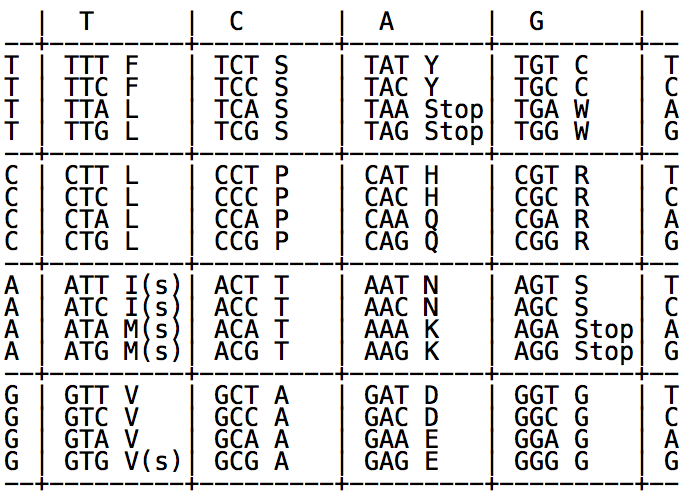 |  T      |  C      |  A      |  G      |
--+---------+---------+---------+---------+--
T | TTT F   | TCT S   | TAT Y   | TGT C   | T
T | TTC F   | TCC S   | TAC Y   | TGC C   | C
T | TTA L   | TCA S   | TAA Stop| TGA W   | A
T | TTG L   | TCG S   | TAG Stop| TGG W   | G
--+---------+---------+---------+---------+--
C | CTT L   | CCT P   | CAT H   | CGT R   | T
C | CTC L   | CCC P   | CAC H   | CGC R   | C
C | CTA L   | CCA P   | CAA Q   | CGA R   | A
C | CTG L   | CCG P   | CAG Q   | CGG R   | G
--+---------+---------+---------+---------+--
A | ATT I(s)| ACT T   | AAT N   | AGT S   | T
A | ATC I(s)| ACC T   | AAC N   | AGC S   | C
A | ATA M(s)| ACA T   | AAA K   | AGA Stop| A
A | ATG M(s)| ACG T   | AAG K   | AGG Stop| G
--+---------+---------+---------+---------+--
G | GTT V   | GCT A   | GAT D   | GGT G   | T
G | GTC V   | GCC A   | GAC D   | GGC G   | C
G | GTA V   | GCA A   | GAA E   | GGA G   | A
G | GTG V(s)| GCG A   | GAG E   | GGG G   | G
--+---------+---------+---------+---------+--